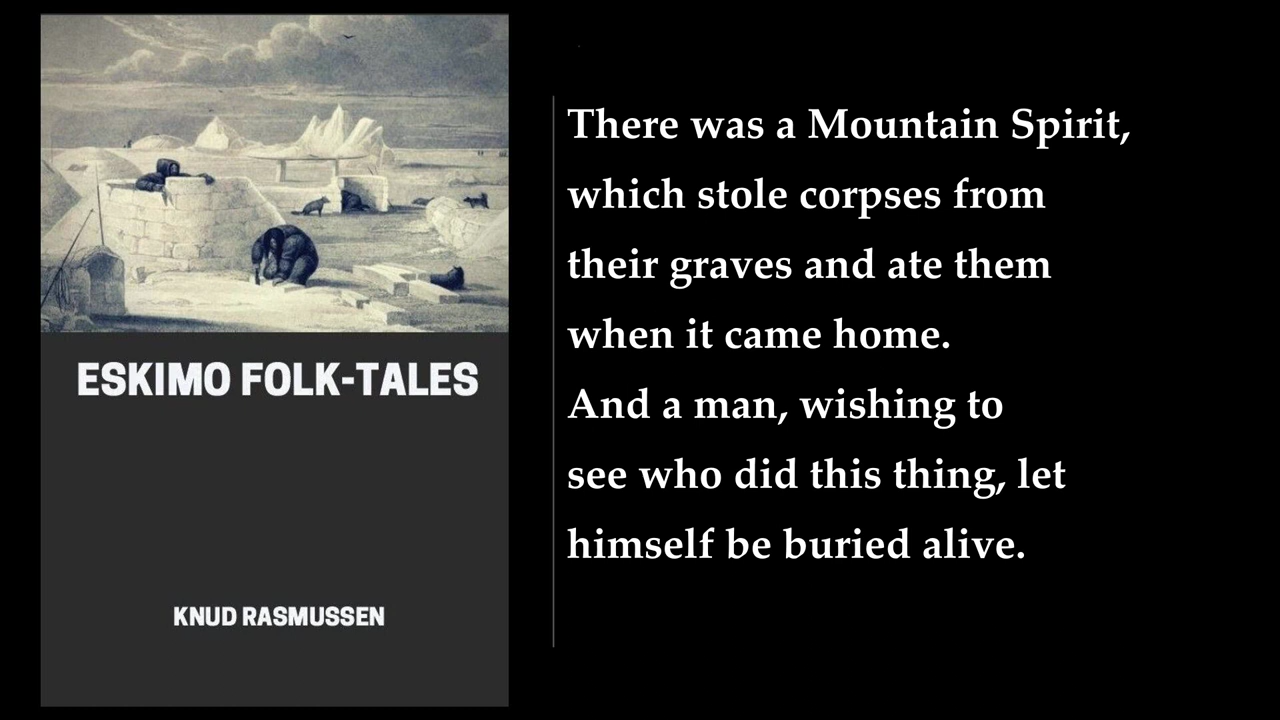 ESKIMO FOLK-TALES
KNUD RASMUSSEN
There was a Mountain Spirit,
which stole corpses from
their graves and ate them
when it came home.
And a man, wishing to
see who did this thing, let
himself be buried alive.